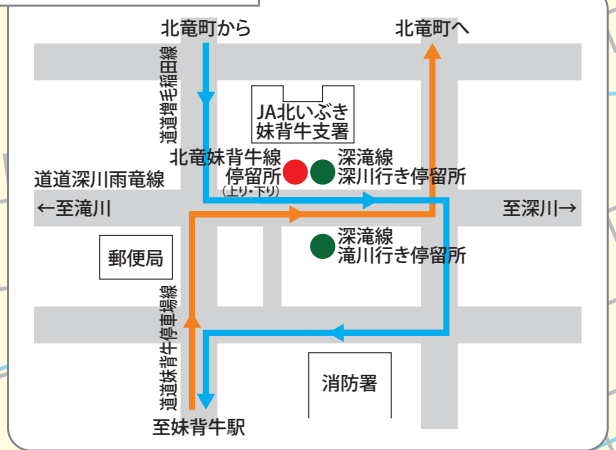 北竜町から
北竜町へ
道道増毛稲田線
JA北いぶき
妹背牛支署
北竜妹背牛線
停留所
(上り・下り)
深滝線
深川行き停留所
道道深川雨竜線
←至滝川
至深川→
郵便局
深滝線
滝川行き停留所
道道妹背牛停車場線
消防署
至妹背牛駅